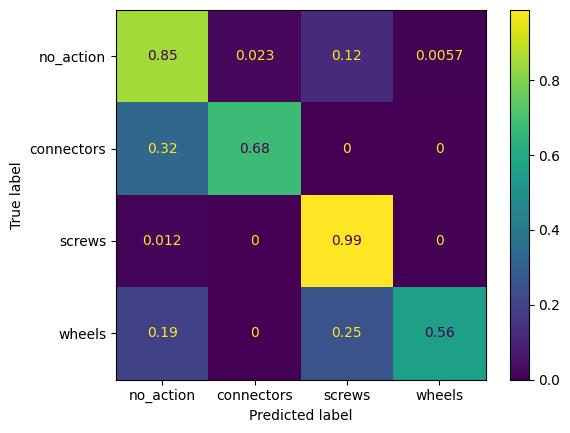 no_action 0.85 0.023 0.12 0.0057
connectors 0.32 0.68 0 0
screws 0.012 0 0.99 0
wheels 0.19 0 0.25 0.56
no_action connectors screws wheels
Predicted label
True label
0.8
0.6
0.4
0.2
0.0